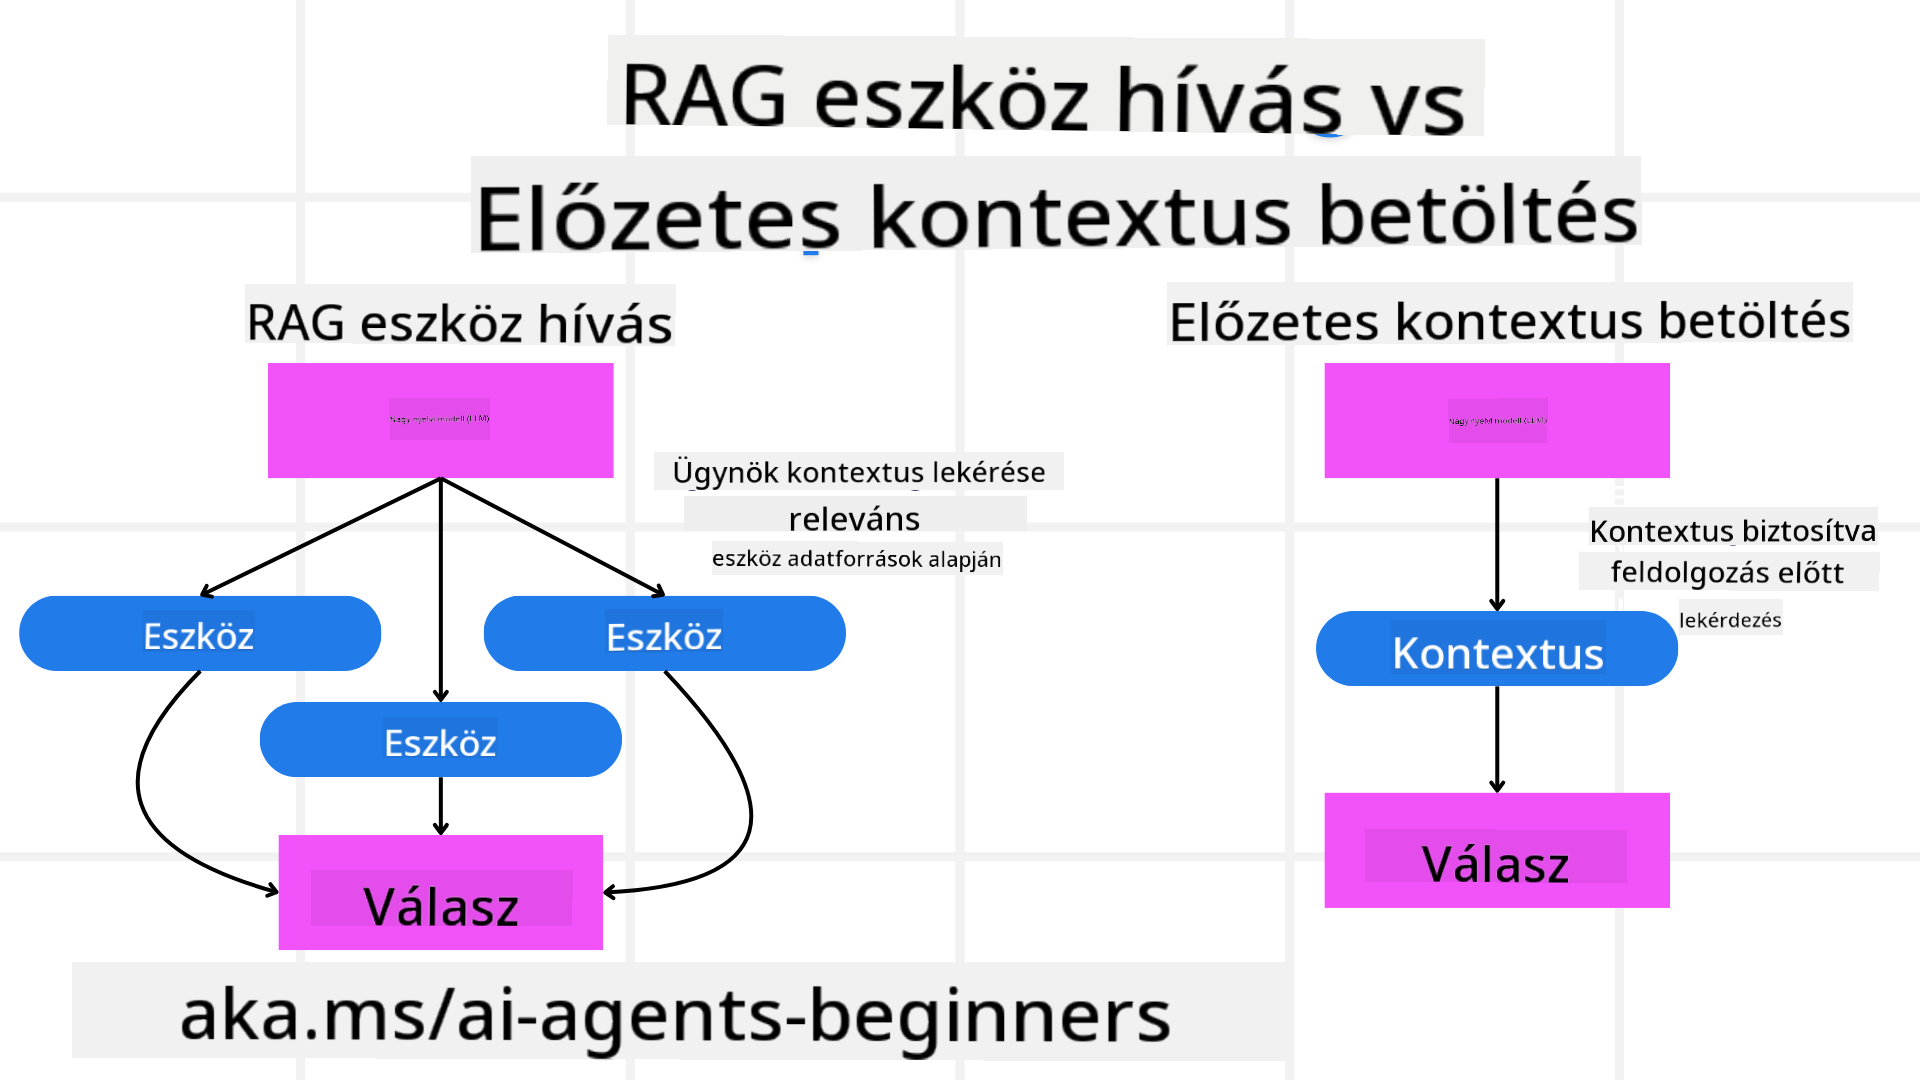 RAG eszköz hívás vs
Előzetes kontextus betöltés
RAG eszköz hívás
Nagy nyelvi modell (LLM)
Ügynök kontextus lekérése
releváns
eszköz adatforrások alapján
Eszköz
Eszköz
Eszköz
Válasz
Előzetes kontextus betöltés
Nagy nyelvi modell (LLM)
Kontextus biztosítva
feldolgozás előtt
lekérdezés
Kontextus
Válasz
aka.ms/ai-agents-beginners